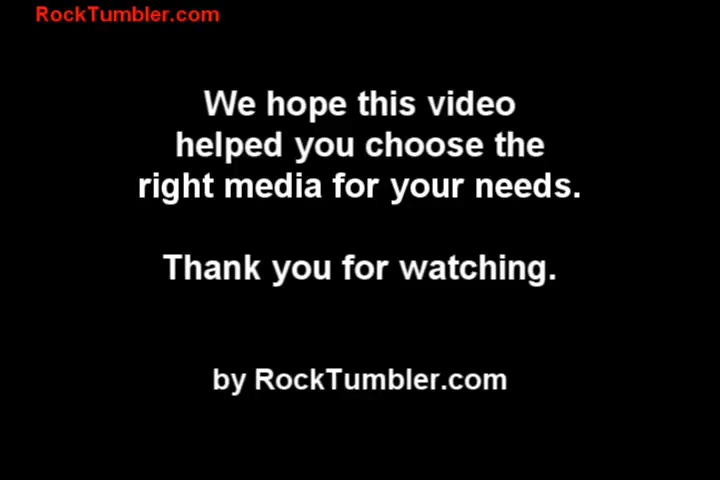 RockTumbler.com
We hope this video
helped you choose the
right media for your needs.
Thank you for watching.
by RockTumbler.com